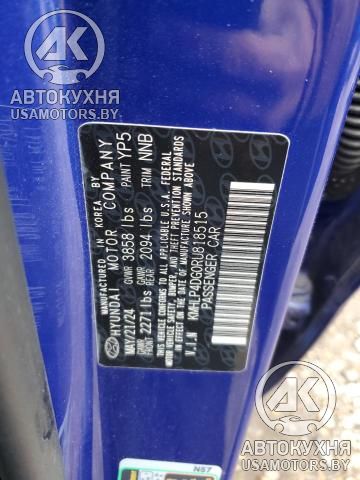 АВТОКУХНЯ
USAMOTORS.BY
MANUFACTURED IN KOREA BY
HYUNDAI MOTOR COMPANY
MAY/21/24 GVWR 3858 lbs PAINT YP5
GAWR FRONT 2271 lbs GAWR REAR 2094 lbs TRIM NNB
THIS VEHICLE CONFORMS TO ALL APPLICABLE U.S.A. FEDERAL
MOTOR VEHICLE SAFETY, BUMPER, AND THEFT PREVENTION STANDARDS
IN EFFECT ON THE DATE OF MANUFACTURE SHOWN ABOVE.
V.I.N KMHLP4DG0RU818515
/ PASSENGER CAR
N57
АВТОКУХНЯ
USAMOTORS.BY